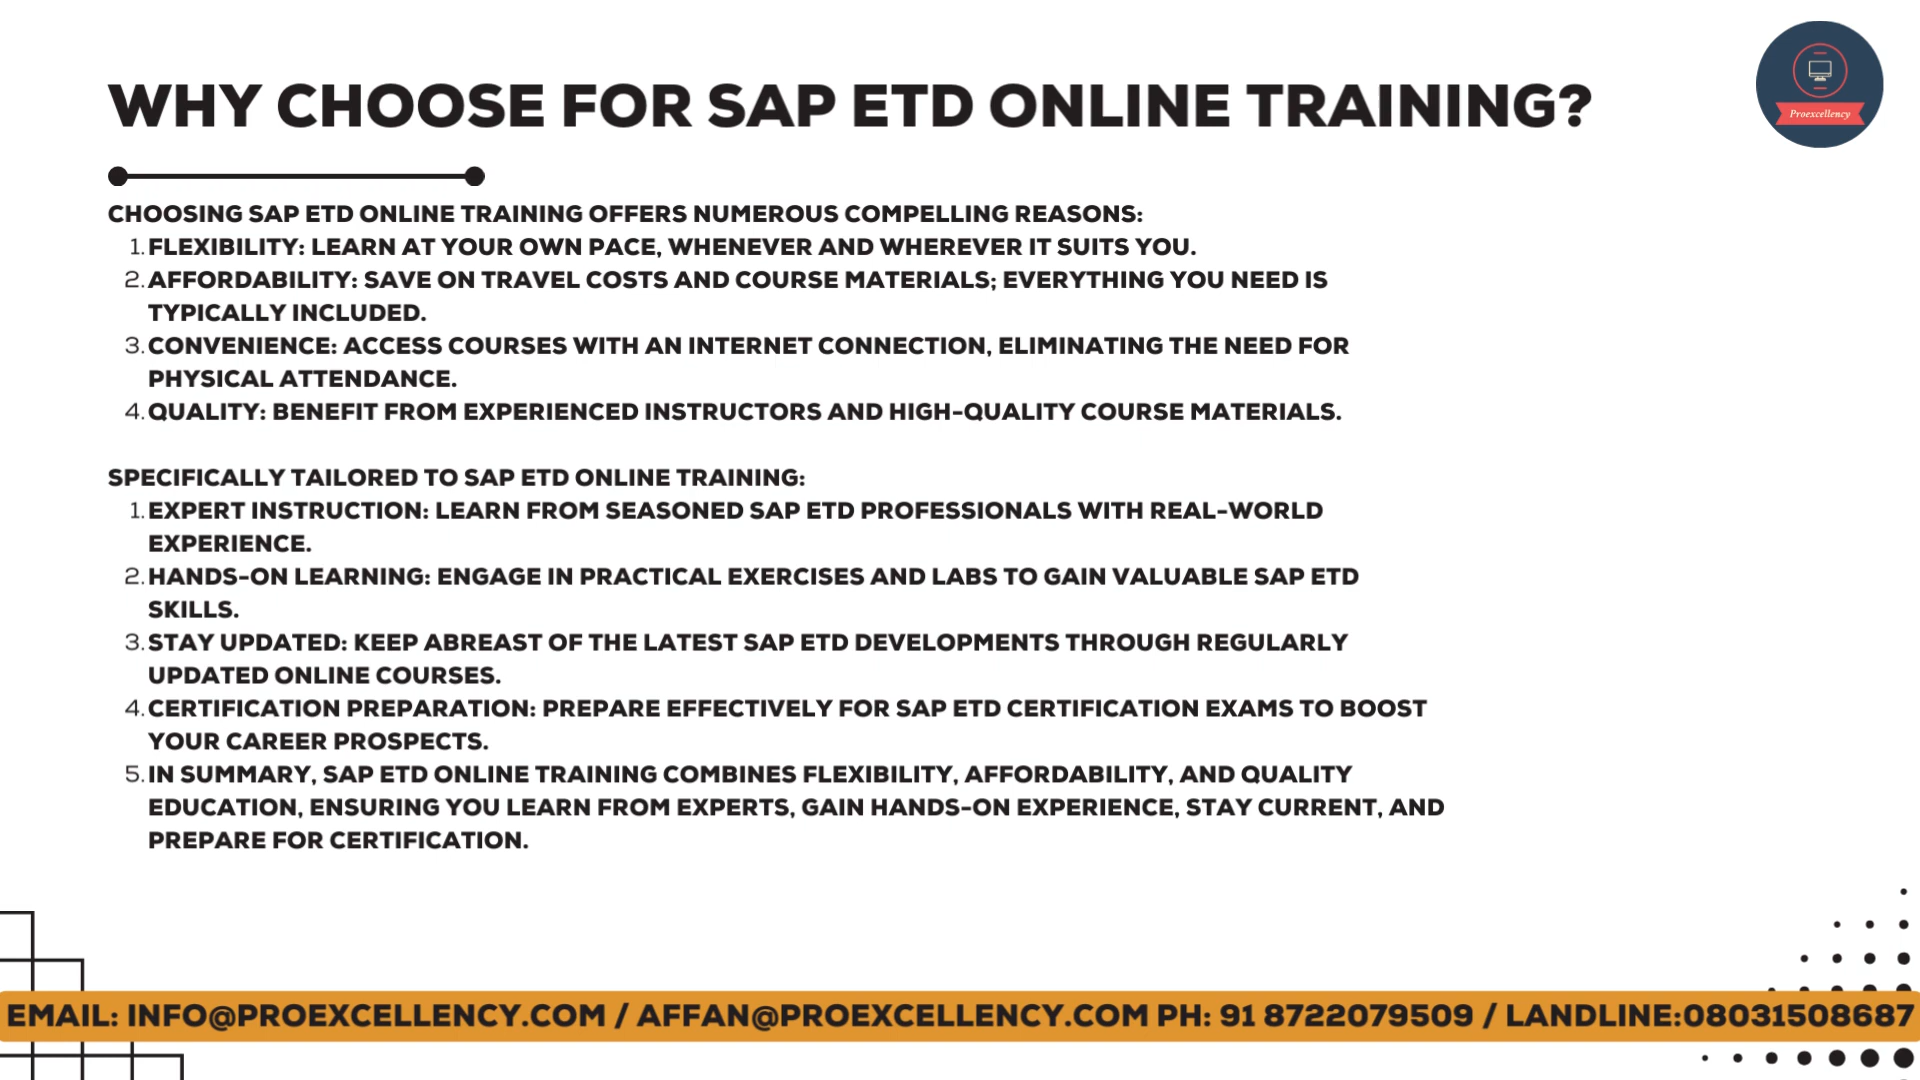 WHY CHOOSE FOR SAP ETD ONLINE TRAINING?
Proexcellency
CHOOSING SAP ETD ONLINE TRAINING OFFERS NUMEROUS COMPELLING REASONS:
1. FLEXIBILITY: LEARN AT YOUR OWN PACE, WHENEVER AND WHEREVER IT SUITS YOU.
2. AFFORDABILITY: SAVE ON TRAVEL COSTS AND COURSE MATERIALS; EVERYTHING YOU NEED IS
TYPICALLY INCLUDED.
3. CONVENIENCE: ACCESS COURSES WITH AN INTERNET CONNECTION, ELIMINATING THE NEED FOR
PHYSICAL ATTENDANCE.
4. QUALITY: BENEFIT FROM EXPERIENCED INSTRUCTORS AND HIGH-QUALITY COURSE MATERIALS.
SPECIFICALLY TAILORED TO SAP ETD ONLINE TRAINING:
1. EXPERT INSTRUCTION: LEARN FROM SEASONED SAP ETD PROFESSIONALS WITH REAL-WORLD
EXPERIENCE.
2. HANDS-ON LEARNING: ENGAGE IN PRACTICAL EXERCISES AND LABS TO GAIN VALUABLE SAP ETD
SKILLS.
3. STAY UPDATED: KEEP ABREAST OF THE LATEST SAP ETD DEVELOPMENTS THROUGH REGULARLY
UPDATED ONLINE COURSES.
4. CERTIFICATION PREPARATION: PREPARE EFFECTIVELY FOR SAP ETD CERTIFICATION EXAMS TO BOOST
YOUR CAREER PROSPECTS.
5. IN SUMMARY, SAP ETD ONLINE TRAINING COMBINES FLEXIBILITY, AFFORDABILITY, AND QUALITY
EDUCATION, ENSURING YOU LEARN FROM EXPERTS, GAIN HANDS-ON EXPERIENCE, STAY CURRENT, AND
PREPARE FOR CERTIFICATION.
EMAIL: INFO@PROEXCELLENCY.COM / AFFAN@PROEXCELLENCY.COM PH: 91 8722079509 / LANDLINE:08031508687